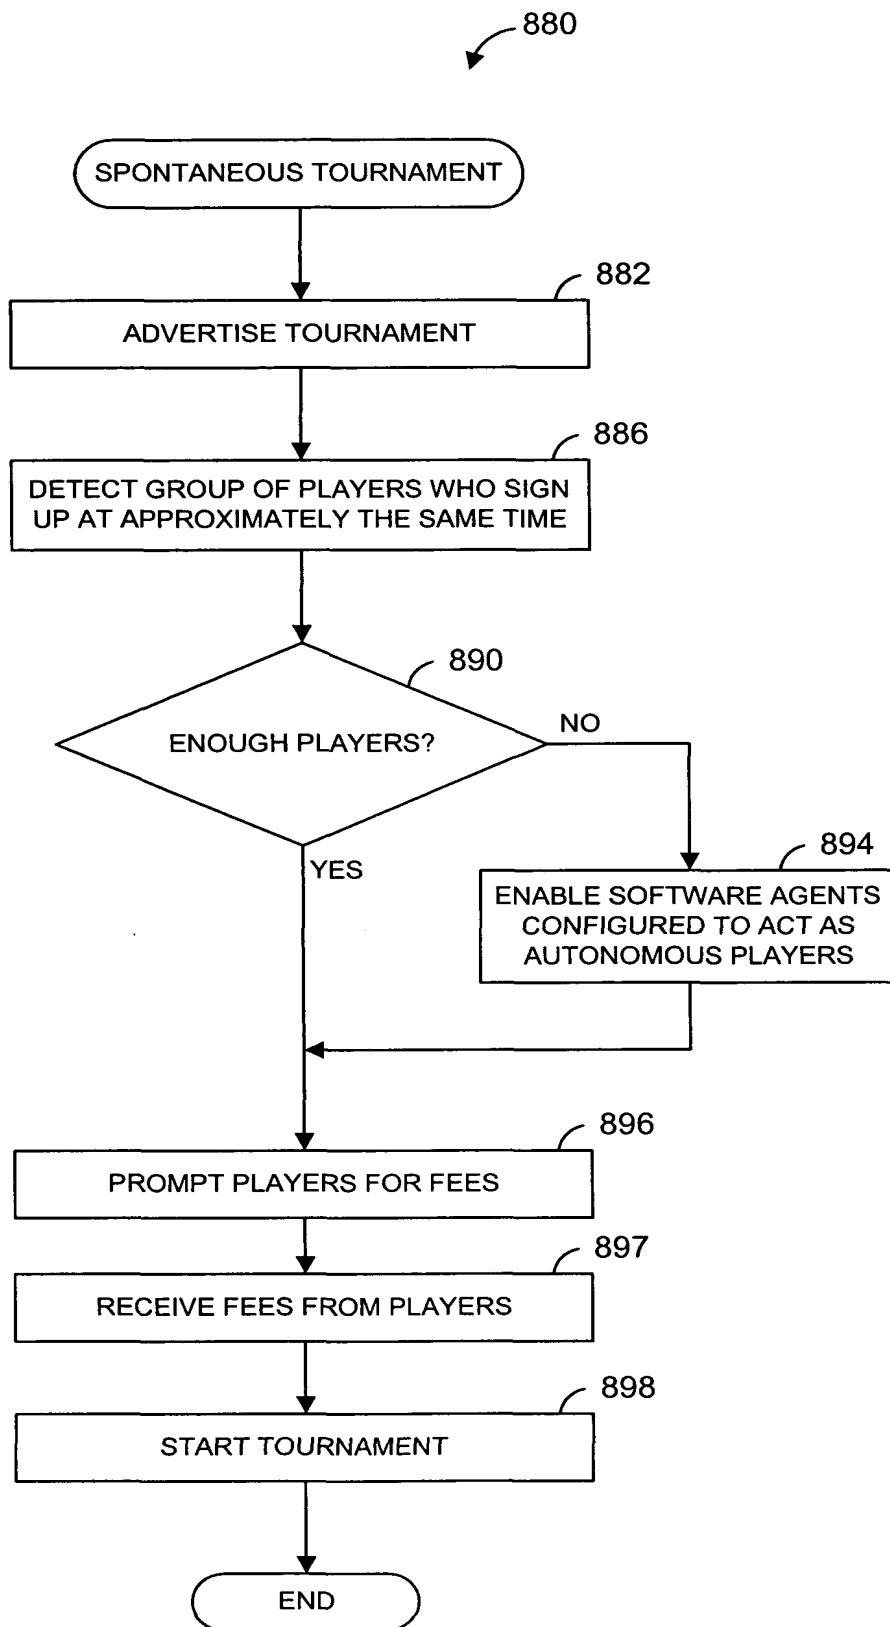 880
SPONTANEOUS TOURNAMENT
882
ADVERTISE TOURNAMENT
886
DETECT GROUP OF PLAYERS WHO SIGN
UP AT APPROXIMATELY THE SAME TIME
890
ENOUGH PLAYERS?
NO
YES
894
ENABLE SOFTWARE AGENTS
CONFIGURED TO ACT AS
AUTONOMOUS PLAYERS
896
PROMPT PLAYERS FOR FEES
897
RECEIVE FEES FROM PLAYERS
898
START TOURNAMENT
END